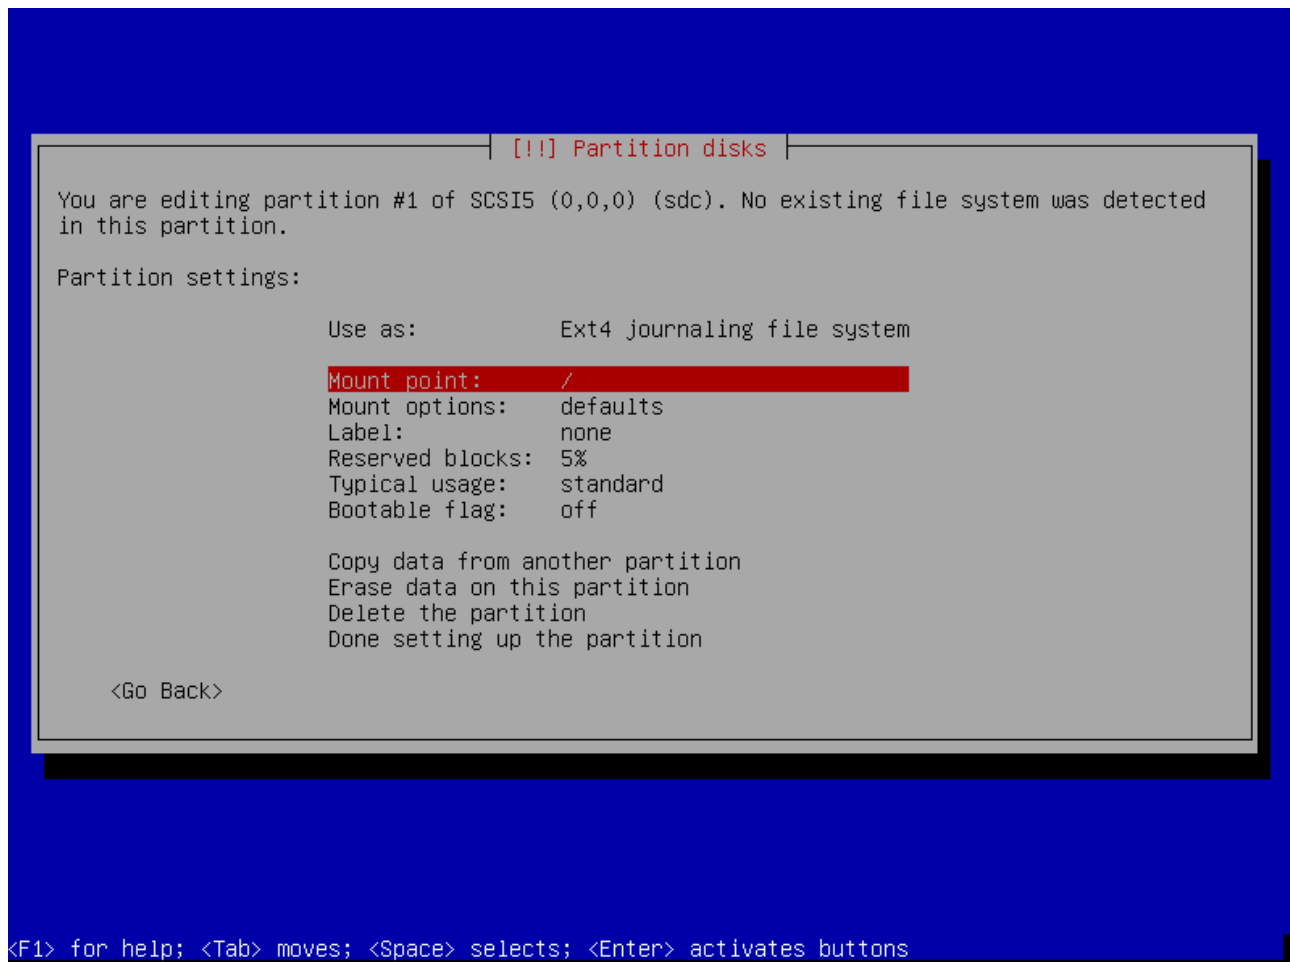 [!!] Partition disks
You are editing partition #1 of SCSI5 (0,0,0) (sdc). No existing file system was detected
in this partition.
Partition settings:
Use as: Ext4 journaling file system
Mount point: /
Mount options: defaults
Label: none
Reserved blocks: 5%
Typical usage: standard
Bootable flag: off
Copy data from another partition
Erase data on this partition
Delete the partition
Done setting up the partition
<Go Back>
<F1> for help; <Tab> moves; <Space> selects; <Enter> activates buttons